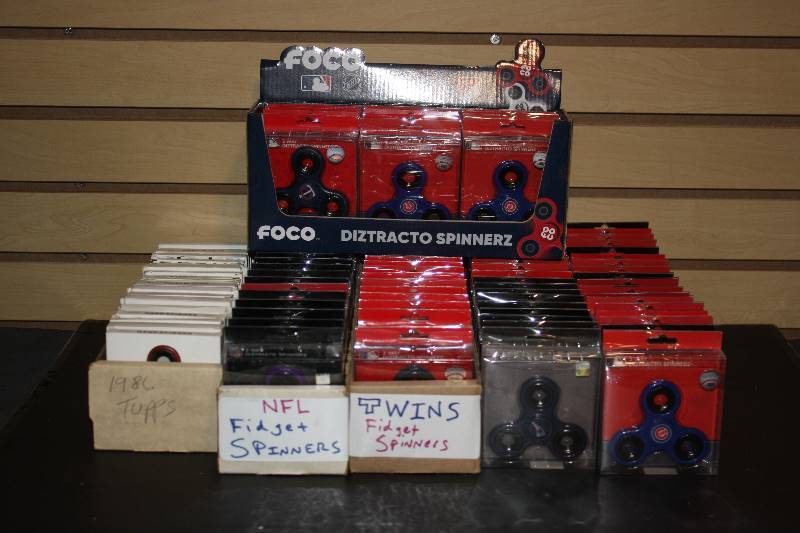 FOCO
FOCO
DIZTRACTO SPINNERZ
1986
TOPPS
NFL
Fidget
SPINNERS
TWINS
Fidget
Spinners